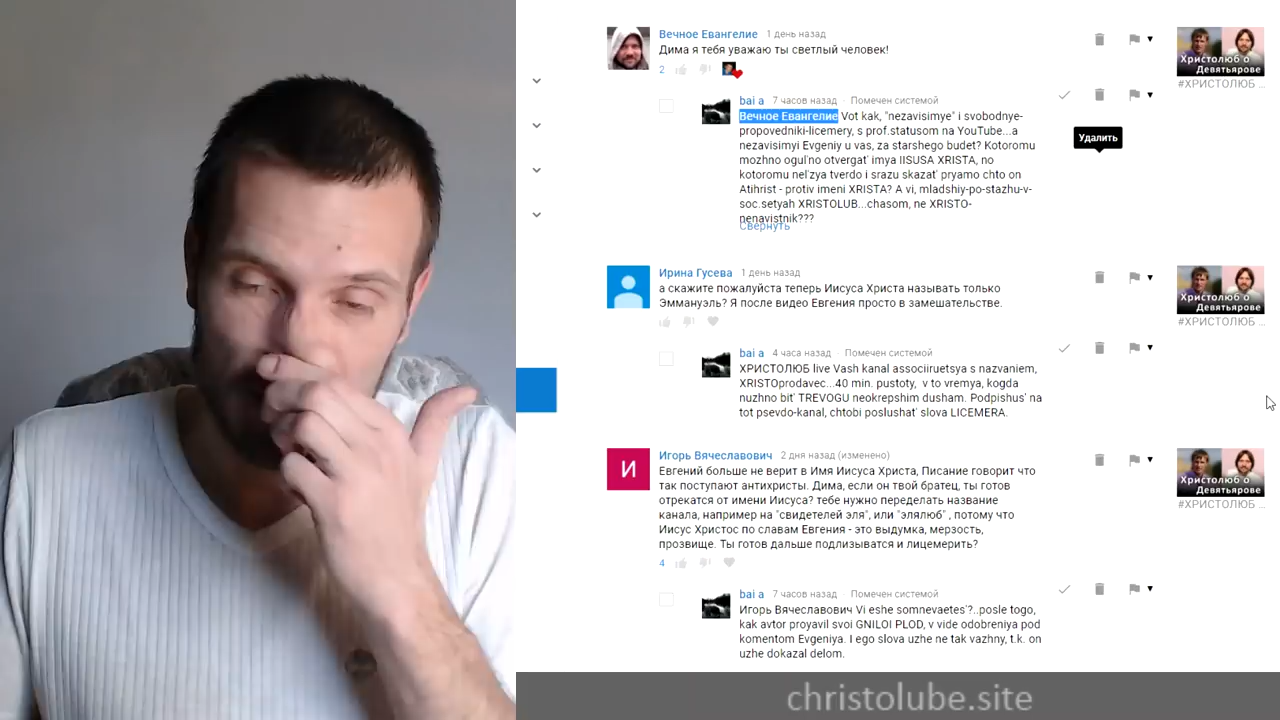 Вечное Евангелие 1 день назад
Дима я тебя уважаю ты светлый человек!
2
bai a 7 часов назад · Помечен системой
Вечное Евангелие Vot kak, "nezavisimye" i svobodnye-
propovedniki-licemery, s prof.statusom na YouTube...a
nezavisimyi Evgeniy u vas, za starshego budet? Kotoromu
mozhno ogul'no otvergat' imya IISUSA XRISTA, no
kotoromu nel'zya tverdo i srazu skazat' pryamo chto on
Atihrist - protiv imeni XRISTA? A vi, mladshiy-po-stazhu-v-
soc.setyah XRISTOLUB...chasom, ne XRISTO-
nenavistnik???
Свернуть
Удалить
Христолюб о
Девятьярове
#ХРИСТОЛЮБ ...
Ирина Гусева 1 день назад
а скажите пожалуйста теперь Иисуса Христа называть только
Эммануэль? Я после видео Евгения просто в замешательстве.
bai a 4 часа назад · Помечен системой
ХРИСТОЛЮБ live Vash kanal associiruetsya s nazvaniem,
XRISTOprodavec...40 min. pustoty, v to vremya, kogda
nuzhno bit' TREVOGU neokrepshim dusham. Podpishus' na
tot psevdo-kanal, chtobi poslushat' slova LICEMERA.
Христолюб о
Девятьярове
#ХРИСТОЛЮБ ...
И
Игорь Вячеславович 2 дня назад (изменено)
Евгений больше не верит в Имя Иисуса Христа, Писание говорит что
так поступают антихристы. Дима, если он твой братец, ты готов
отрекатся от имени Иисуса? тебе нужно переделать название
канала, например на "свидетелей эля", или "элялюб" , потому что
Иисус Христос по славам Евгения - это выдумка, мерзость,
прозвище. Ты готов дальше подлизыватся и лицемерить?
4
bai a 7 часов назад · Помечен системой
Игорь Вячеславович Vi eshe somnevaetes'?..posle togo,
kak avtor proyavil svoi GNILOI PLOD, v vide odobreniya pod
komentom Evgeniya. I ego slova uzhe ne tak vazhny, t.k. on
uzhe dokazal delom.
Христолюб о
Девятьярове
#ХРИСТОЛЮБ ...
christolube.site